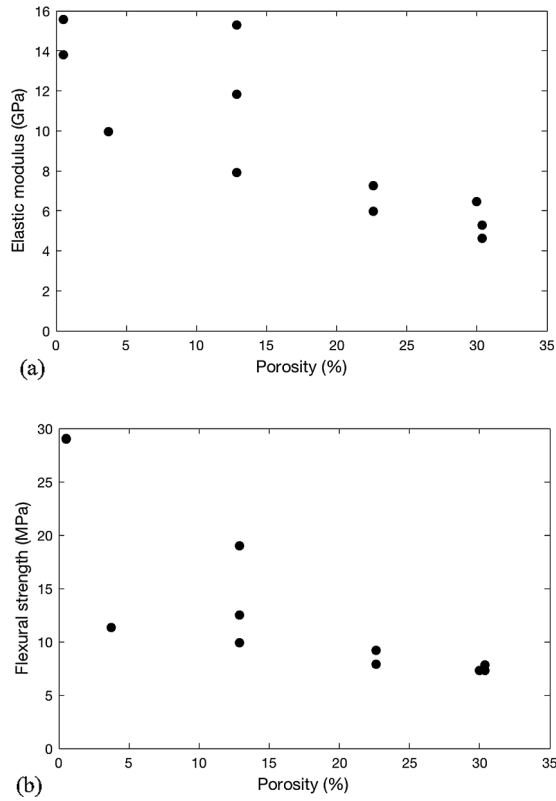 16
14
12
10
8
6
4
2
0
Elastic modulus (GPa)
0 5 10 15 20 25 30 35
Porosity (%)
(a)
30
25
20
15
10
5
0
Flexural strength (MPa)
0 5 10 15 20 25 30 35
Porosity (%)
(b)